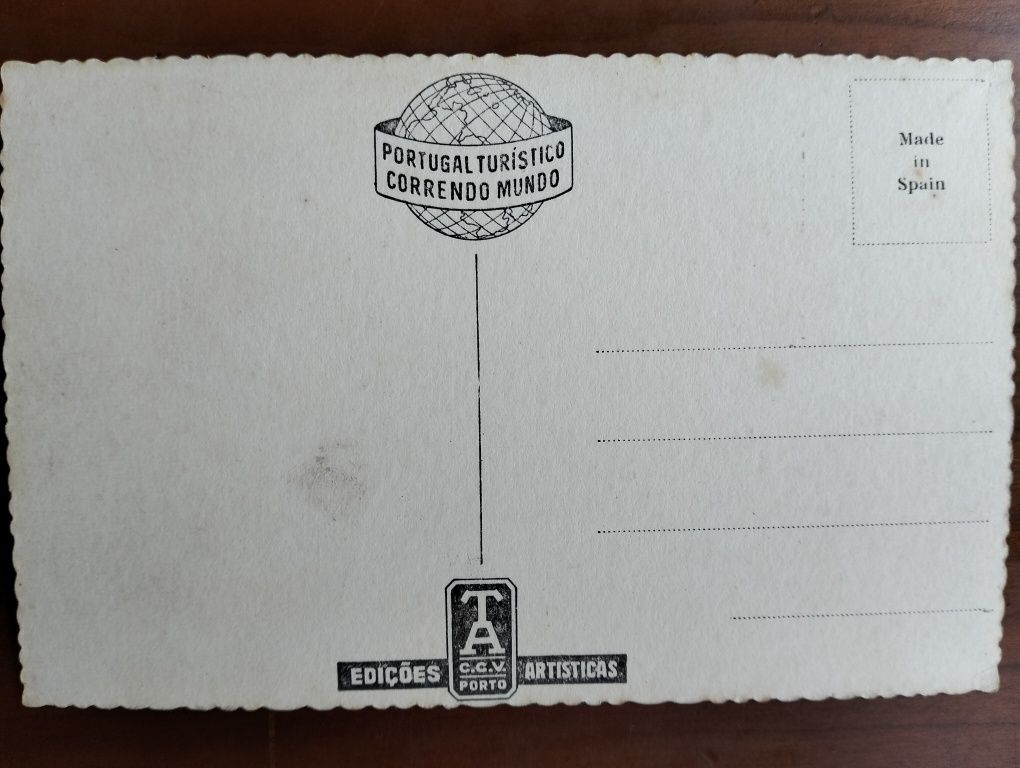 PORTUGAL TURÍSTICO
CORRENDO MUNDO
Made
in
Spain
TA
EDIÇÕES C.C.V. ARTISTICAS
PORTO